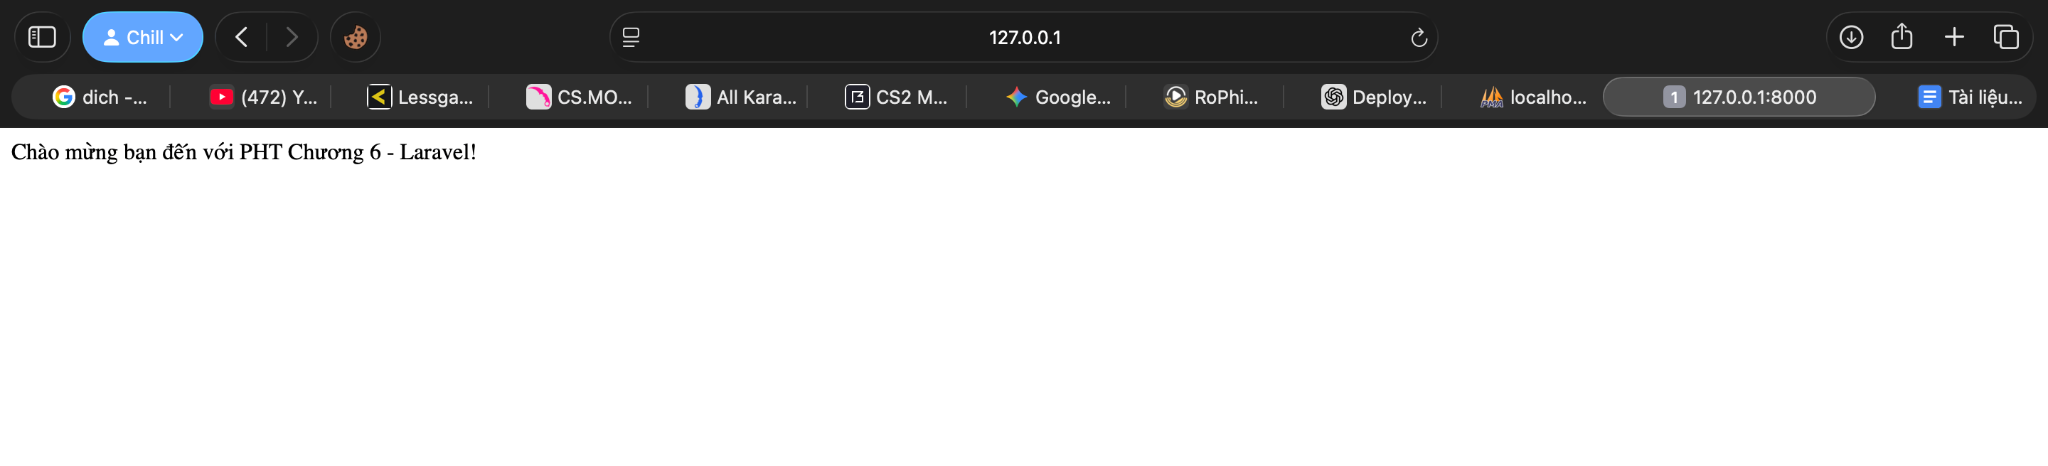 Chill
127.0.0.1
dich -...
(472) Y...
Lessga...
CS.MO...
All Kara...
CS2 M...
Google...
RoPhi...
Deploy...
localho...
1 127.0.0.1:8000
Tài liệu...
Chào mừng bạn đến với PHT Chương 6 - Laravel!